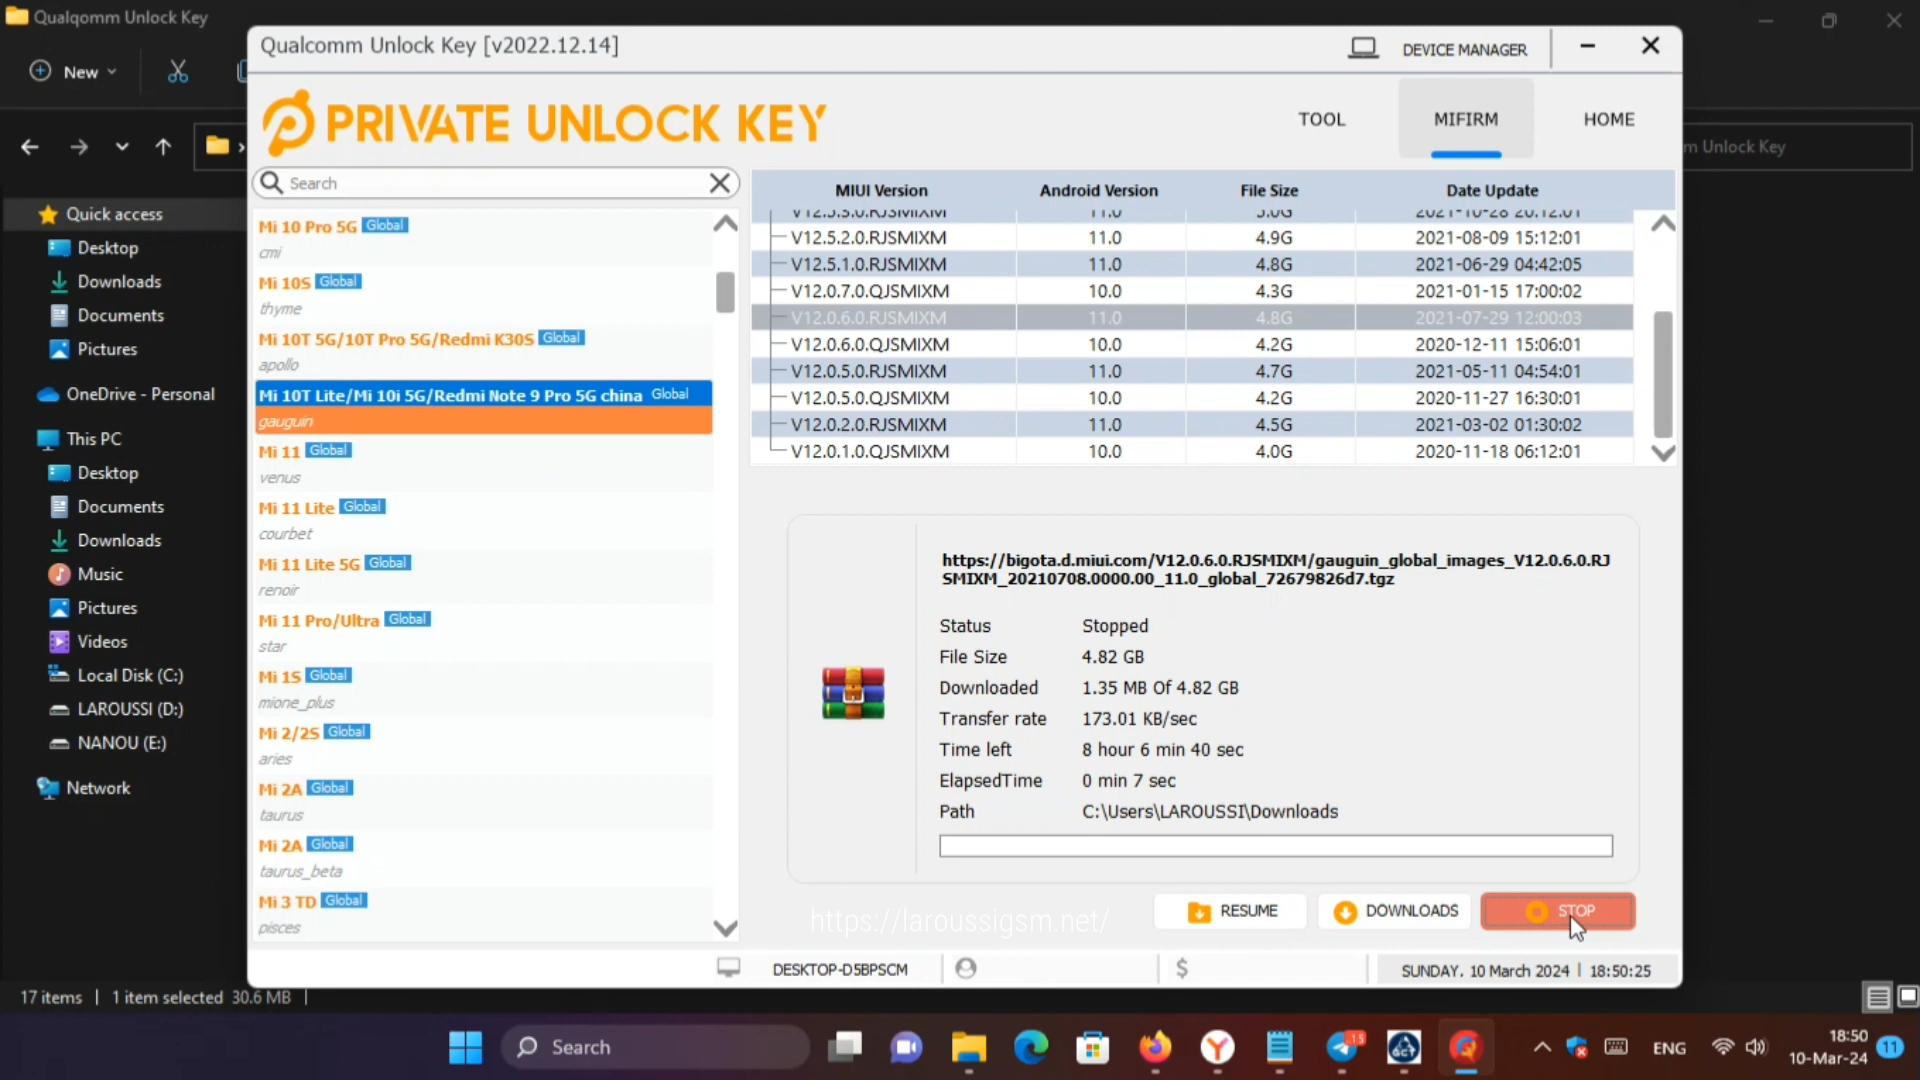 Qualqomm Unlock Key
New
Qualcomm Unlock Key [v2022.12.14]
DEVICE MANAGER
PRIVATE UNLOCK KEY
TOOL
MIFIRM
HOME
m Unlock Key
Search
Quick access
Desktop
Downloads
Documents
Pictures
OneDrive - Personal
This PC
Desktop
Documents
Downloads
Music
Pictures
Videos
Local Disk (C:)
LAROUSSI (D:)
NANOU (E:)
Network
Mi 10 Pro 5G Global
cmi
Mi 10S Global
thyme
Mi 10T 5G/10T Pro 5G/Redmi K30S Global
apollo
Mi 10T Lite/Mi 10i 5G/Redmi Note 9 Pro 5G china Global
gauguin
Mi 11 Global
venus
Mi 11 Lite Global
courbet
Mi 11 Lite 5G Global
renoir
Mi 11 Pro/Ultra Global
star
Mi 1S Global
mione_plus
Mi 2/2S Global
aries
Mi 2A Global
taurus
Mi 2A Global
taurus_beta
Mi 3 TD Global
pisces
MIUI Version Android Version File Size Date Update
V12.5.2.0.RJSMIXM 11.0 4.9G 2021-08-09 15:12:01
V12.5.1.0.RJSMIXM 11.0 4.8G 2021-06-29 04:42:05
V12.0.7.0.QJSMIXM 10.0 4.3G 2021-01-15 17:00:02
V12.0.6.0.RJSMIXM 11.0 4.8G 2021-07-29 12:00:03
V12.0.6.0.QJSMIXM 10.0 4.2G 2020-12-11 15:06:01
V12.0.5.0.RJSMIXM 11.0 4.7G 2021-05-11 04:54:01
V12.0.5.0.QJSMIXM 10.0 4.2G 2020-11-27 16:30:01
V12.0.2.0.RJSMIXM 11.0 4.5G 2021-03-02 01:30:02
V12.0.1.0.QJSMIXM 10.0 4.0G 2020-11-18 06:12:01
https://bigota.d.miui.com/V12.0.6.0.RJSMIXM/gauguin_global_images_V12.0.6.0.RJ
SMIXM_20210708.0000.00_11.0_global_72679826d7.tgz
Status Stopped
File Size 4.82 GB
Downloaded 1.35 MB Of 4.82 GB
Transfer rate 173.01 KB/sec
Time left 8 hour 6 min 40 sec
ElapsedTime 0 min 7 sec
Path C:\Users\LAROUSSI\Downloads
https://laroussigsm.net/
RESUME
DOWNLOADS
STOP
DESKTOP-D5BPSCM
$
SUNDAY, 10 March 2024 | 18:50:25
17 items | 1 item selected 30.6 MB |
Search
15
GCT
ENG
18:50
10-Mar-24
11